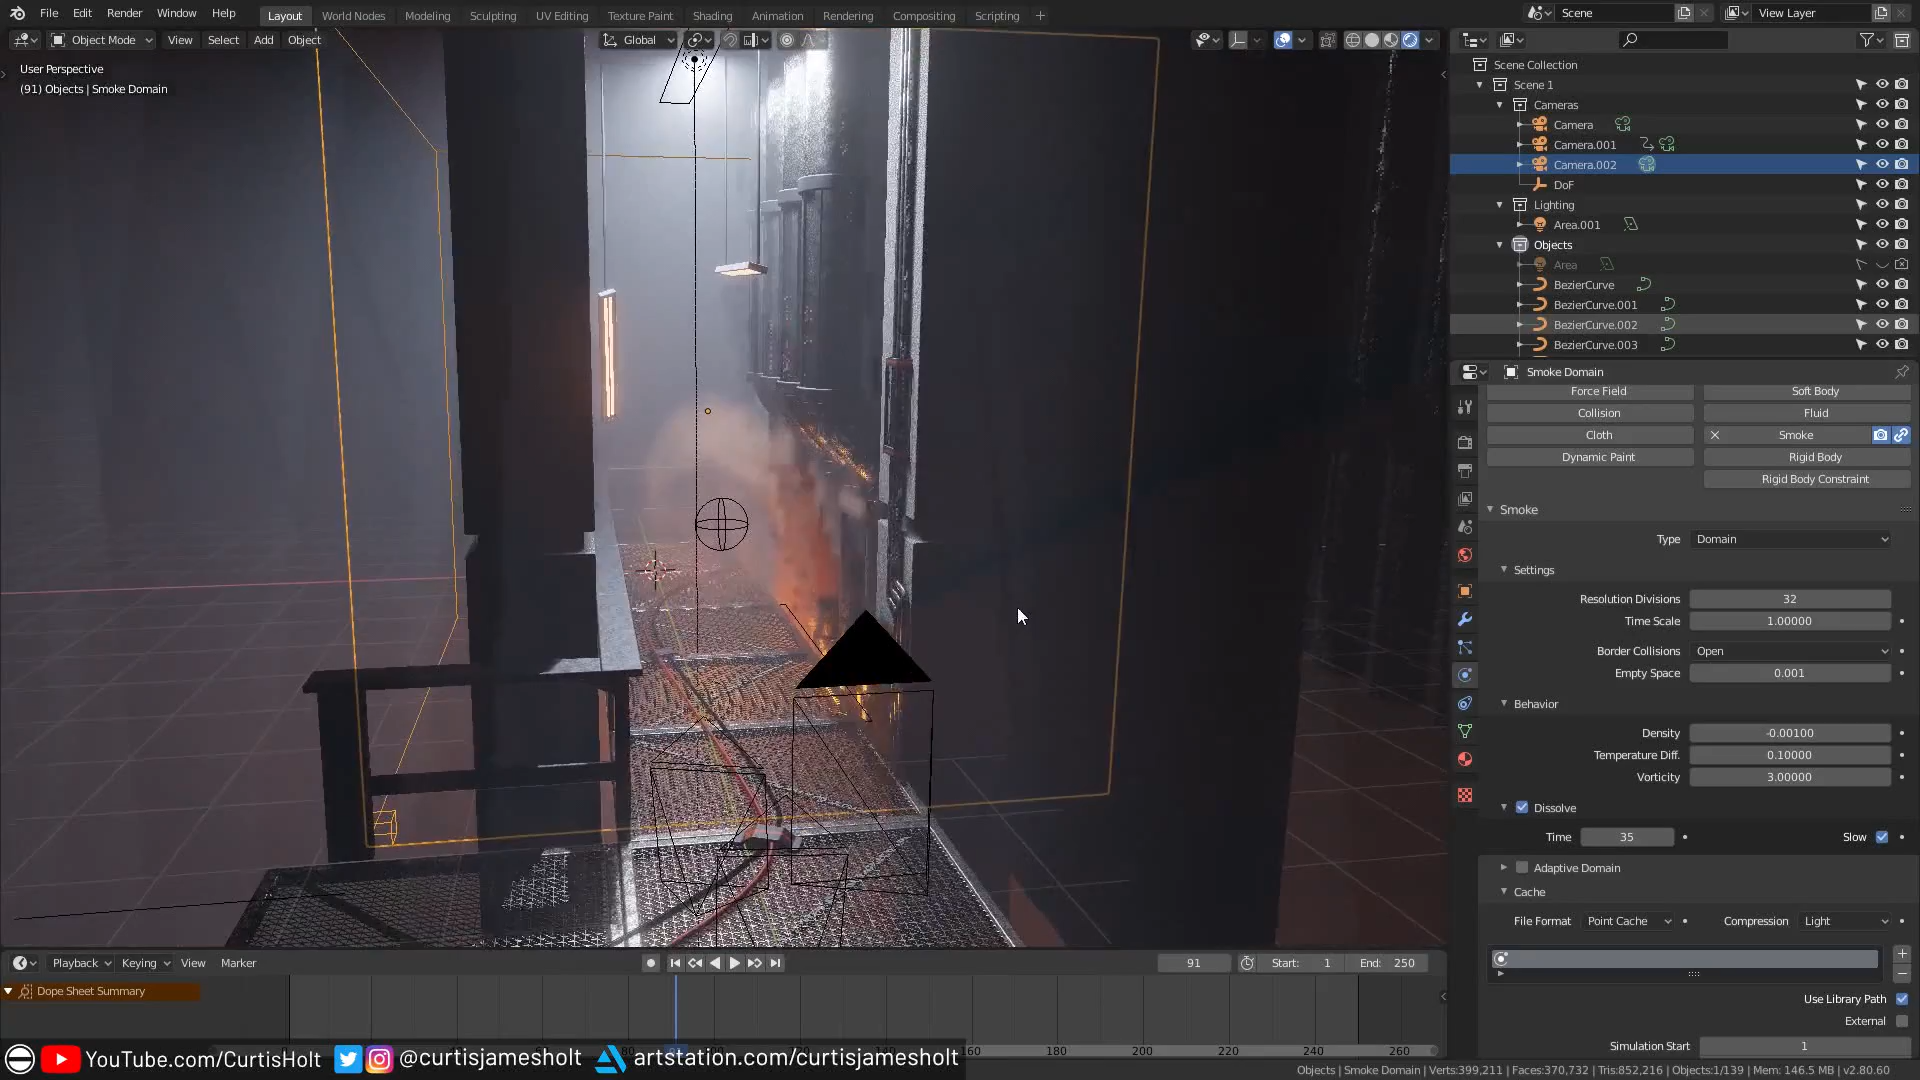 File Edit Render Window Help Layout World Nodes Modeling Sculpting UV Editing Texture Paint Shading Animation Rendering Compositing Scripting Scene View Layer
Object Mode View Select Add Object Global
User Perspective
(91) Objects | Smoke Domain
Scene Collection
Scene 1
Cameras
Camera
Camera.001
Camera.002
DoF
Lighting
Area.001
Objects
Area
BezierCurve
BezierCurve.001
BezierCurve.002
BezierCurve.003
Smoke Domain
Force Field Soft Body
Collision Fluid
Cloth Smoke
Dynamic Paint Rigid Body
Rigid Body Constraint
Smoke
Type Domain
Settings
Resolution Divisions 32
Time Scale 1.00000
Border Collisions Open
Empty Space 0.001
Behavior
Density -0.00100
Temperature Diff. 0.10000
Vorticity 3.00000
Dissolve
Time 35 Slow
Adaptive Domain
Cache
File Format Point Cache Compression Light
Use Library Path
External
Simulation Start 1
Playback Keying View Marker 91 Start: 1 End: 250
Dope Sheet Summary
160 180 200 220 240 260
YouTube.com/CurtisHolt @curtisjamesholt artstation.com/curtisjamesholt
Objects | Smoke Domain | Verts:399,211 | Faces:370,732 | Tris:852,216 | Objects:1/139 | Mem: 146.5 MB | v2.80.60